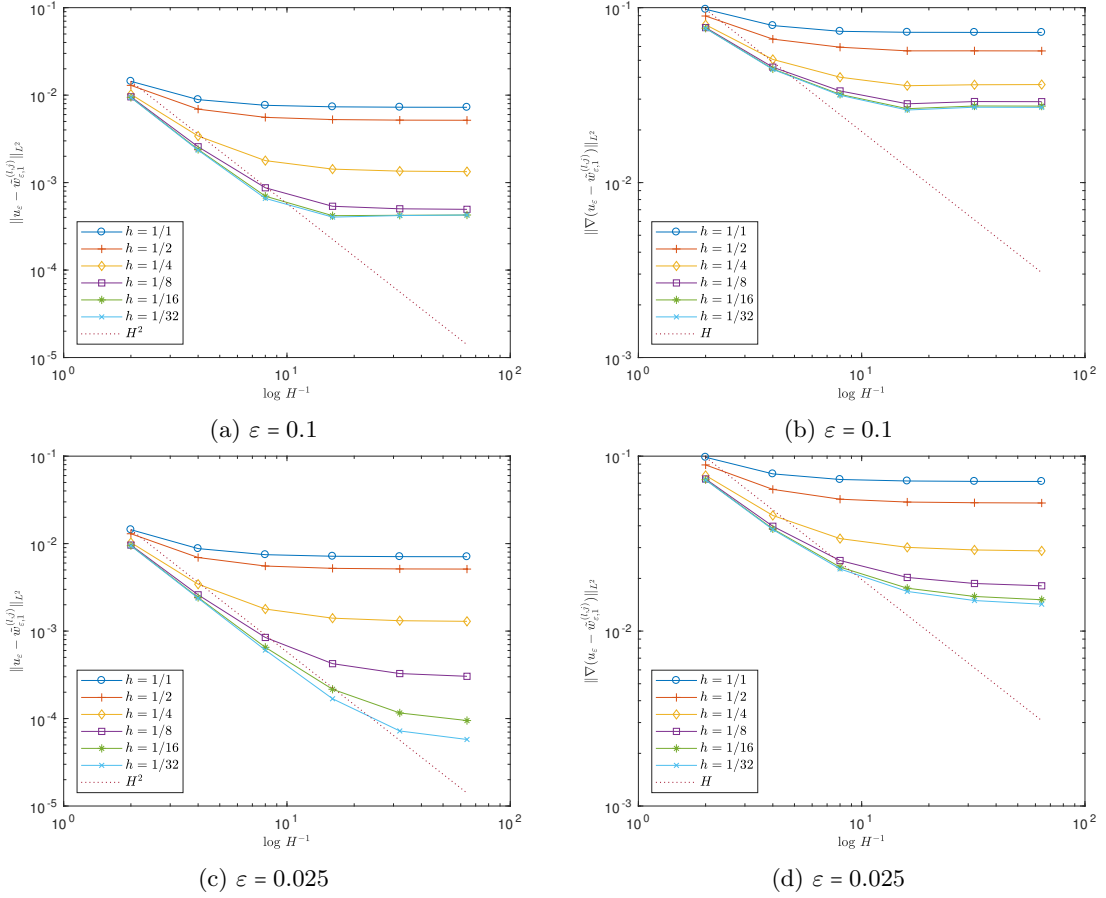 10^{-1}
10^{-2}
10^{-3}
10^{-4}
10^{-5}
‖u_ε − w̃_{ε,1}^{(l,j)}‖_{L²}
h = 1/1
h = 1/2
h = 1/4
h = 1/8
h = 1/16
h = 1/32
H²
10^0
10^1
10^2
log H^{-1}
(a) ε = 0.1
10^{-1}
10^{-2}
10^{-3}
‖∇(u_ε − w̃_{ε,1}^{(l,j)})‖_{L²}
h = 1/1
h = 1/2
h = 1/4
h = 1/8
h = 1/16
h = 1/32
H
10^0
10^1
10^2
log H^{-1}
(b) ε = 0.1
10^{-1}
10^{-2}
10^{-3}
10^{-4}
10^{-5}
‖u_ε − w̃_{ε,1}^{(l,j)}‖_{L²}
h = 1/1
h = 1/2
h = 1/4
h = 1/8
h = 1/16
h = 1/32
H²
10^0
10^1
10^2
log H^{-1}
(c) ε = 0.025
10^{-1}
10^{-2}
10^{-3}
‖∇(u_ε − w̃_{ε,1}^{(l,j)})‖_{L²}
h = 1/1
h = 1/2
h = 1/4
h = 1/8
h = 1/16
h = 1/32
H
10^0
10^1
10^2
log H^{-1}
(d) ε = 0.025